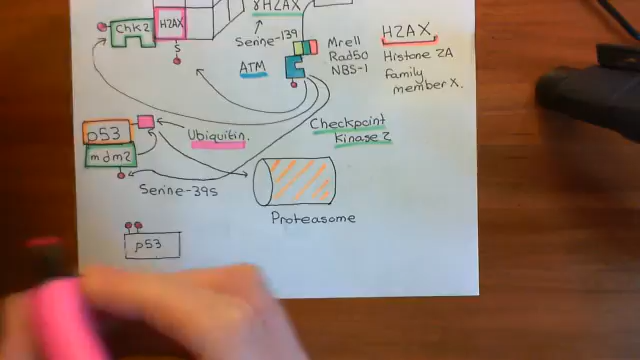 γH2AX
Chk2
H2AX
S
Serine-139
ATM
Mre11
Rad50
NBS-1
H2AX
Histone 2A
family
member X.
p53
mdm2
Ubiquitin.
Checkpoint
kinase 2
Serine-395
Proteasome
p53